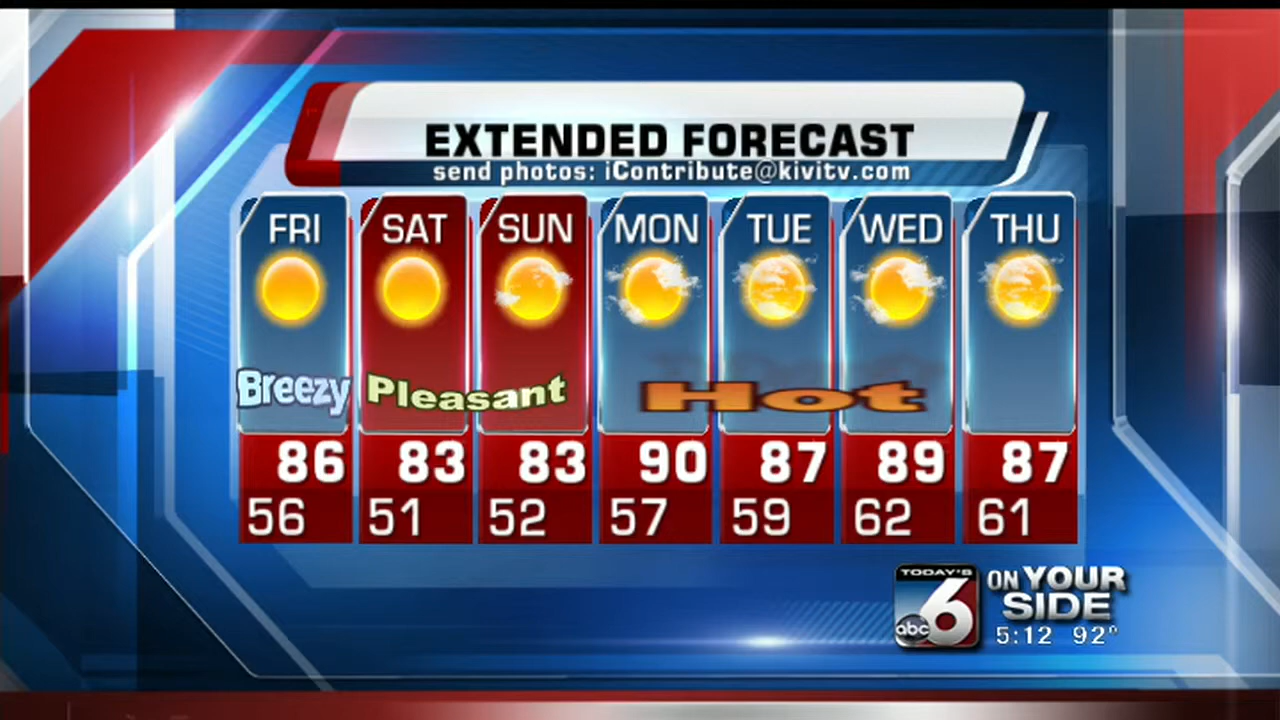 EXTENDED FORECAST
send photos: iContribute@kivitv.com
FRI SAT SUN MON TUE WED THU
Breezy Pleasant Hot
86 83 83 90 87 89 87
56 51 52 57 59 62 61
TODAY'S
6
abc
ON YOUR
SIDE
5:12 92°